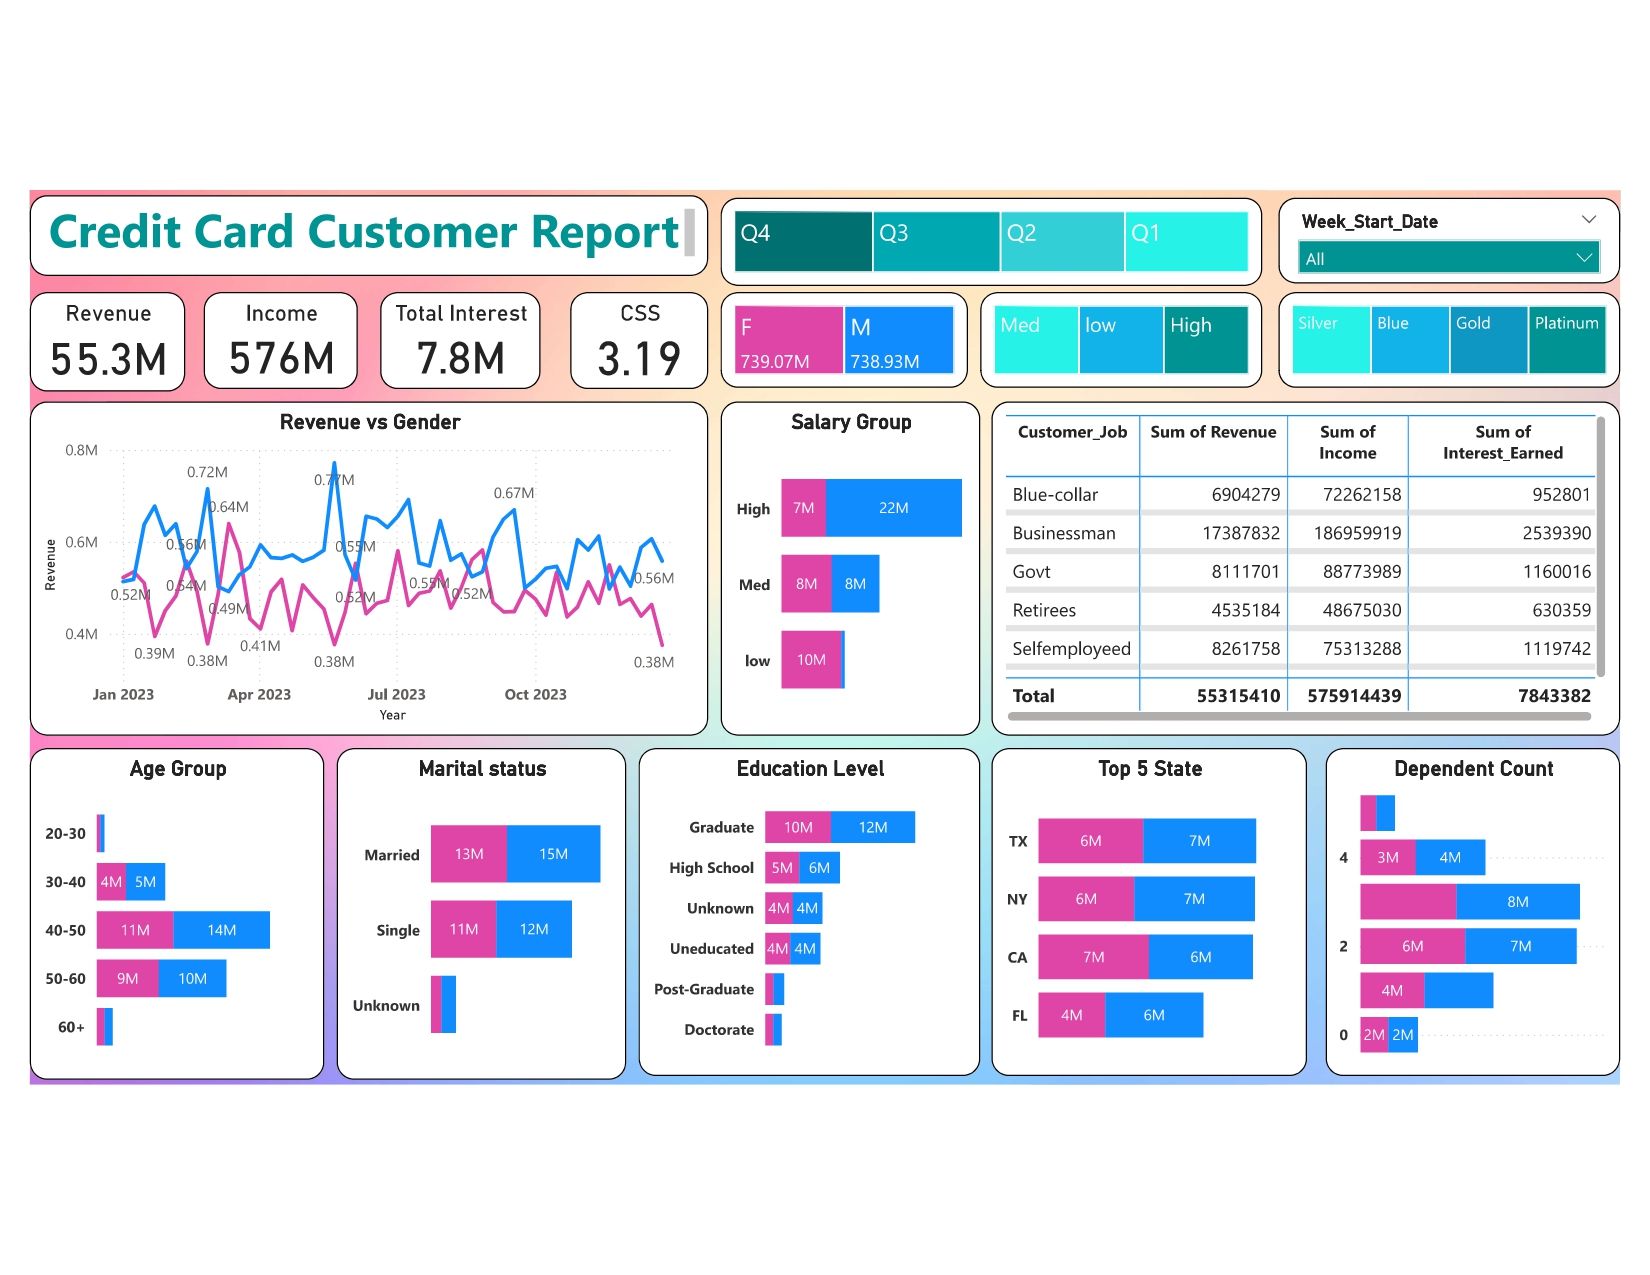 Credit Card Customer Report
Q4 Q3 Q2 Q1
Week_Start_Date
All
Revenue
55.3M
Income
576M
Total Interest
7.8M
CSS
3.19
F
739.07M
M
738.93M
Med low High
Silver Blue Gold Platinum
Revenue vs Gender
Revenue
0.8M
0.6M
0.4M
0.72M
0.77M
0.67M
0.64M
0.56M
0.55M
0.54M
0.55M
0.56M
0.52M
0.49M
0.52M
0.52M
0.39M
0.38M
0.41M
0.38M
0.38M
Jan 2023 Apr 2023 Jul 2023 Oct 2023
Year
Salary Group
High 7M 22M
Med 8M 8M
low 10M
Customer_Job Sum of Revenue Sum of Sum of
Income Interest_Earned
Blue-collar 6904279 72262158 952801
Businessman 17387832 186959919 2539390
Govt 8111701 88773989 1160016
Retirees 4535184 48675030 630359
Selfemployeed 8261758 75313288 1119742
Total 55315410 575914439 7843382
Age Group
20-30
30-40 4M 5M
40-50 11M 14M
50-60 9M 10M
60+
Marital status
Married 13M 15M
Single 11M 12M
Unknown
Education Level
Graduate 10M 12M
High School 5M 6M
Unknown 4M 4M
Uneducated 4M 4M
Post-Graduate
Doctorate
Top 5 State
TX 6M 7M
NY 6M 7M
CA 7M 6M
FL 4M 6M
Dependent Count
4 3M 4M
8M
2 6M 7M
4M
0 2M 2M